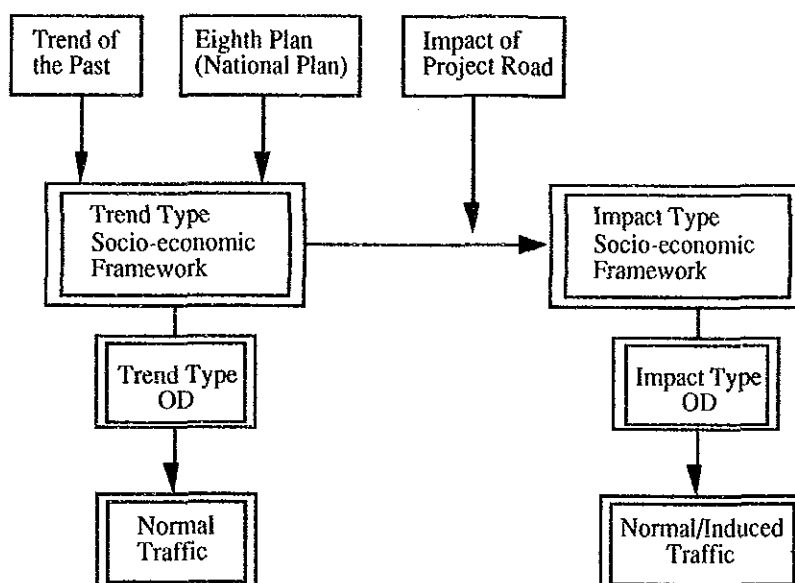 Trend of
the Past
Eighth Plan
(National Plan)
Impact of
Project Road
Trend Type
Socio-economic
Framework
Impact Type
Socio-economic
Framework
Trend Type
OD
Impact Type
OD
Normal
Traffic
Normal/Induced
Traffic